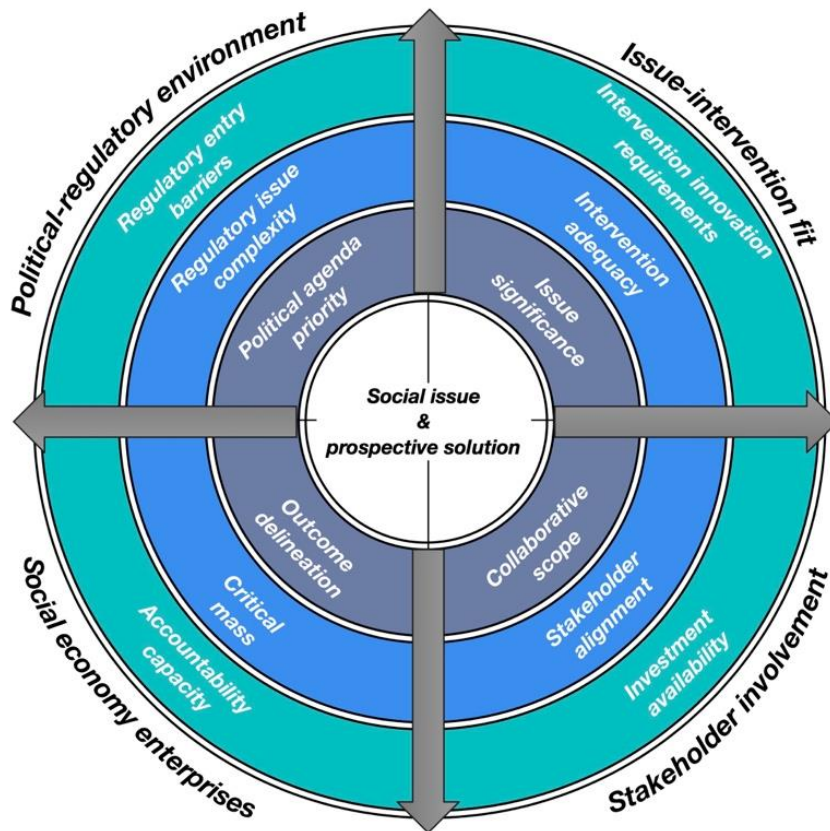 Political-regulatory environment
Issue-intervention fit
Regulatory entry
barriers
Intervention innovation
requirements
Regulatory issue
complexity
Intervention
adequacy
Political agenda
priority
Issue
significance
Social issue
&
prospective solution
Outcome
delineation
Collaborative
scope
Critical
mass
Stakeholder
alignment
Accountability
capacity
Investment
availability
Social economy enterprises
Stakeholder involvement